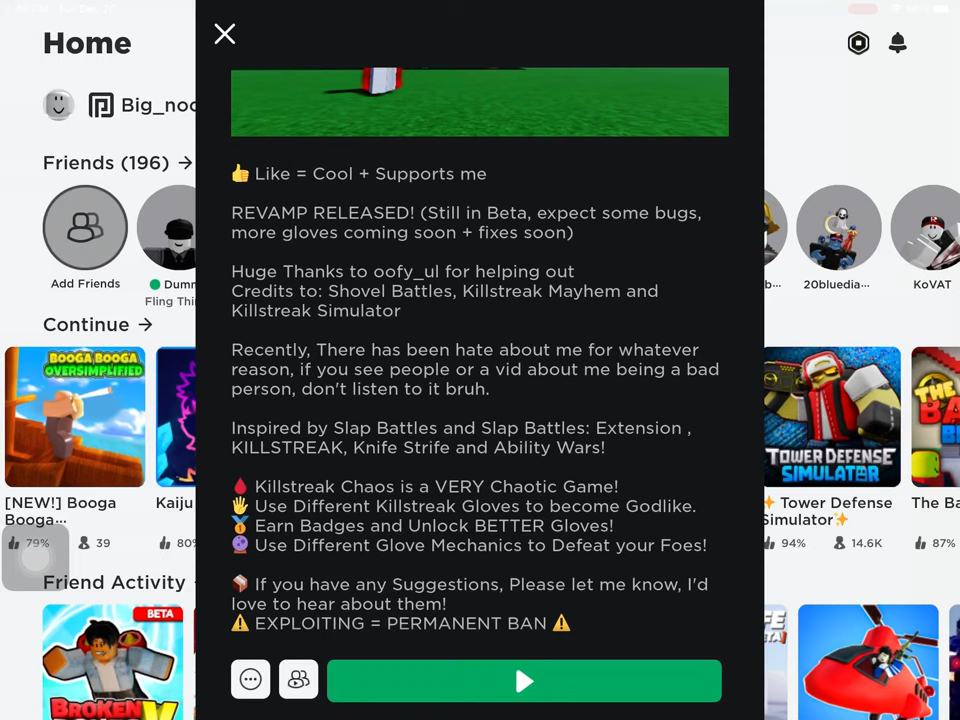 Home
Big_noo
Friends (196) →
Add Friends
Dumm
Fling Thi
20bluedia...
KoVAT
Continue →
BOOGA BOOGA
OVERSIMPLIFIED
[NEW!] Booga
Booga...
79%
39
Kaiju
80%
TOWER DEFENSE
SIMULATOR
✨ Tower Defense
Simulator✨
94%
14.6K
THE
BA
The Ba
87%
Friend Activity
BETA
BROKEN
👍 Like = Cool + Supports me
REVAMP RELEASED! (Still in Beta, expect some bugs,
more gloves coming soon + fixes soon)
Huge Thanks to oofy_ul for helping out
Credits to: Shovel Battles, Killstreak Mayhem and
Killstreak Simulator
Recently, There has been hate about me for whatever
reason, if you see people or a vid about me being a bad
person, don't listen to it bruh.
Inspired by Slap Battles and Slap Battles: Extension ,
KILLSTREAK, Knife Strife and Ability Wars!
🩸 Killstreak Chaos is a VERY Chaotic Game!
🖐 Use Different Killstreak Gloves to become Godlike.
🥇 Earn Badges and Unlock BETTER Gloves!
🔮 Use Different Glove Mechanics to Defeat your Foes!
📦 If you have any Suggestions, Please let me know, I'd
love to hear about them!
⚠️ EXPLOITING = PERMANENT BAN ⚠️